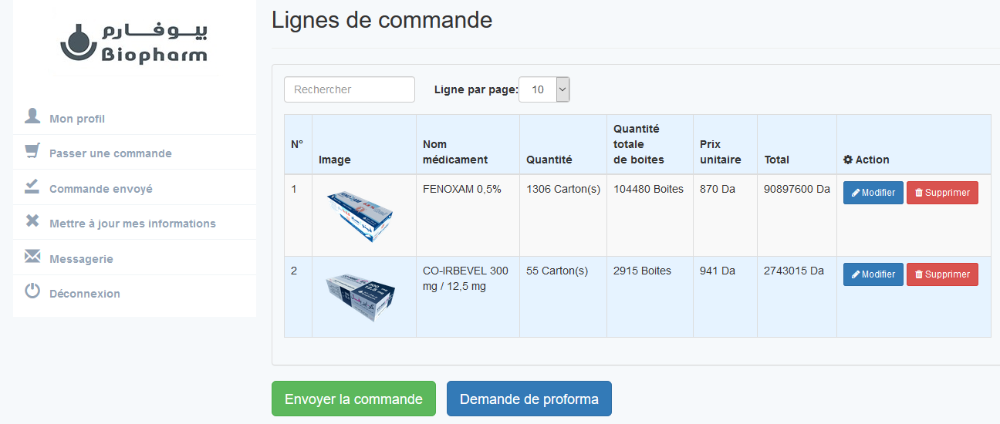 بيوفارم
Biopharm
Mon profil
Passer une commande
Commande envoyé
Mettre à jour mes informations
Messagerie
Déconnexion
Lignes de commande
Rechercher
Ligne par page: 10
N° Image Nom médicament Quantité Quantité totale de boites Prix unitaire Total Action
1 FENOXAM 0,5% 1306 Carton(s) 104480 Boites 870 Da 90897600 Da Modifier Supprimer
2 CO-IRBEVEL 300 mg / 12,5 mg 55 Carton(s) 2915 Boites 941 Da 2743015 Da Modifier Supprimer
Envoyer la commande Demande de proforma